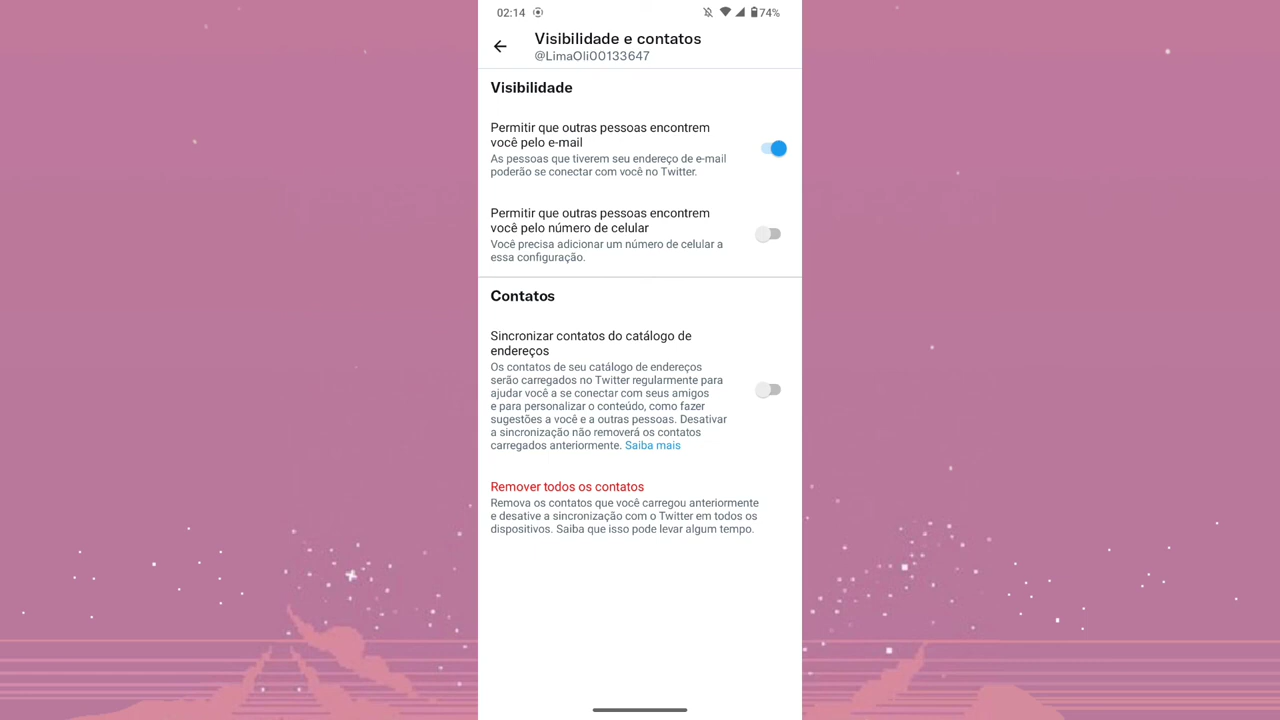 02:14
74%
Visibilidade e contatos
@LimaOli00133647
Visibilidade
Permitir que outras pessoas encontrem
você pelo e-mail
As pessoas que tiverem seu endereço de e-mail
poderão se conectar com você no Twitter.
Permitir que outras pessoas encontrem
você pelo número de celular
Você precisa adicionar um número de celular a
essa configuração.
Contatos
Sincronizar contatos do catálogo de
endereços
Os contatos de seu catálogo de endereços
serão carregados no Twitter regularmente para
ajudar você a se conectar com seus amigos
e para personalizar o conteúdo, como fazer
sugestões a você e a outras pessoas. Desativar
a sincronização não removerá os contatos
carregados anteriormente. Saiba mais
Remover todos os contatos
Remova os contatos que você carregou anteriormente
e desative a sincronização com o Twitter em todos os
dispositivos. Saiba que isso pode levar algum tempo.